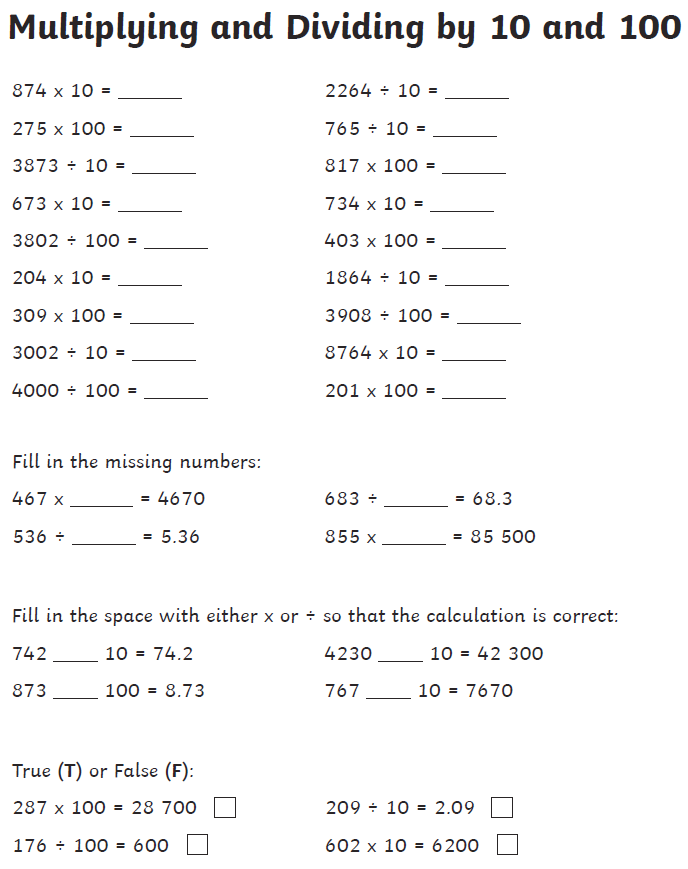 Multiplying and Dividing by 10 and 100
874 x 10 = ______ 2264 ÷ 10 = ______
275 x 100 = ______ 765 ÷ 10 = ______
3873 ÷ 10 = ______ 817 x 100 = ______
673 x 10 = ______ 734 x 10 = ______
3802 ÷ 100 = ______ 403 x 100 = ______
204 x 10 = ______ 1864 ÷ 10 = ______
309 x 100 = ______ 3908 ÷ 100 = ______
3002 ÷ 10 = ______ 8764 x 10 = ______
4000 ÷ 100 = ______ 201 x 100 = ______
Fill in the missing numbers:
467 x ______ = 4670 683 ÷ ______ = 68.3
536 ÷ ______ = 5.36 855 x ______ = 85 500
Fill in the space with either x or ÷ so that the calculation is correct:
742 ____ 10 = 74.2 4230 ____ 10 = 42 300
873 ____ 100 = 8.73 767 ____ 10 = 7670
True (T) or False (F):
287 x 100 = 28 700 209 ÷ 10 = 2.09
176 ÷ 100 = 600 602 x 10 = 6200